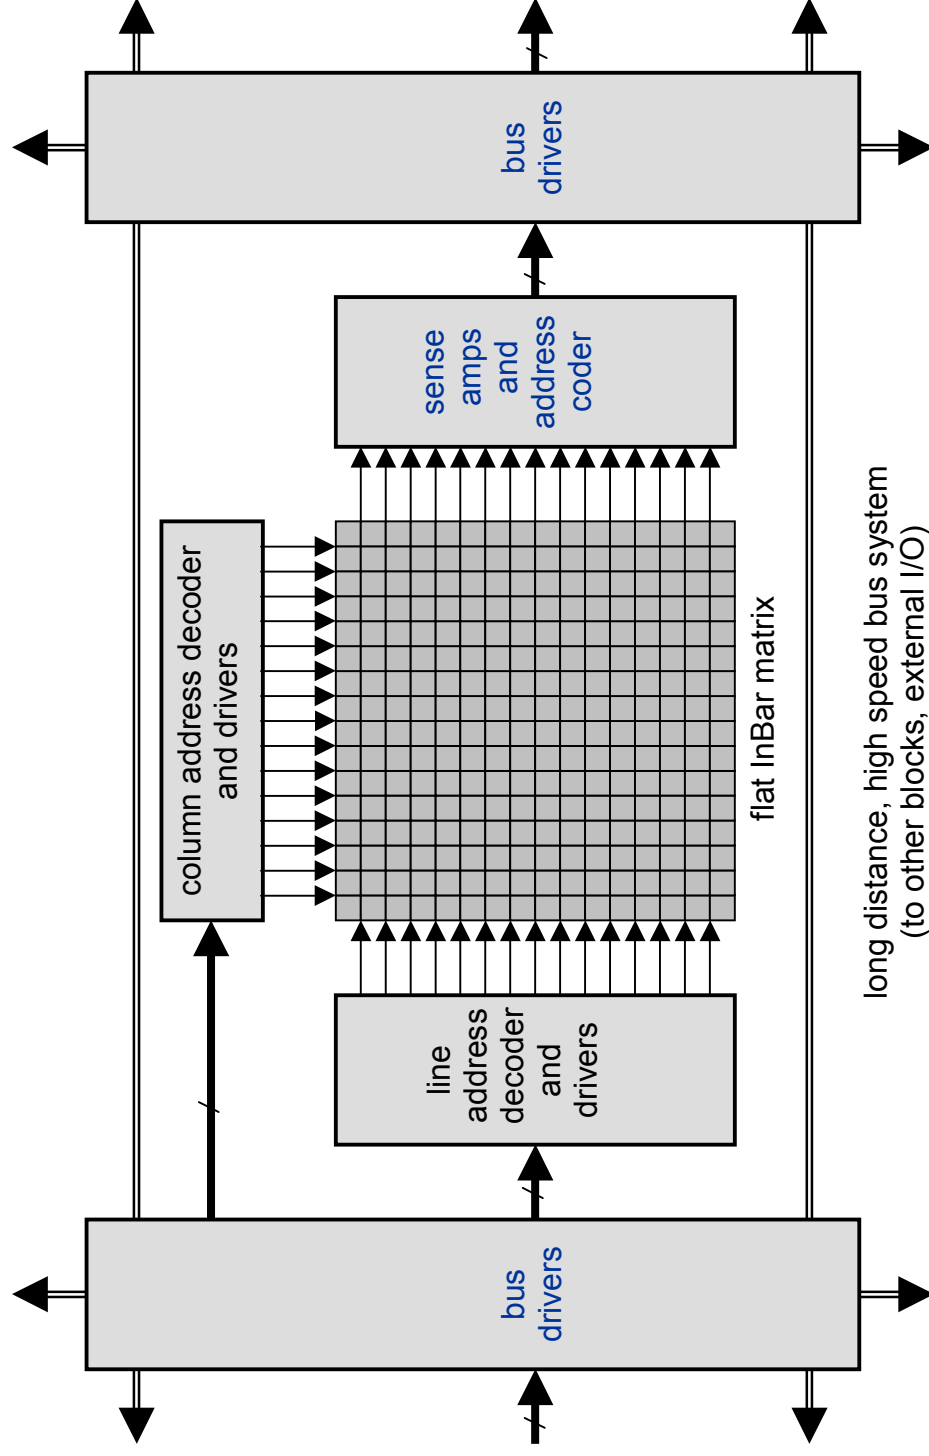 column address decoder
and drivers
bus
drivers
line
address
decoder
and
drivers
flat InBar matrix
sense
amps
and
address
coder
bus
drivers
long distance, high speed bus system
(to other blocks, external I/O)